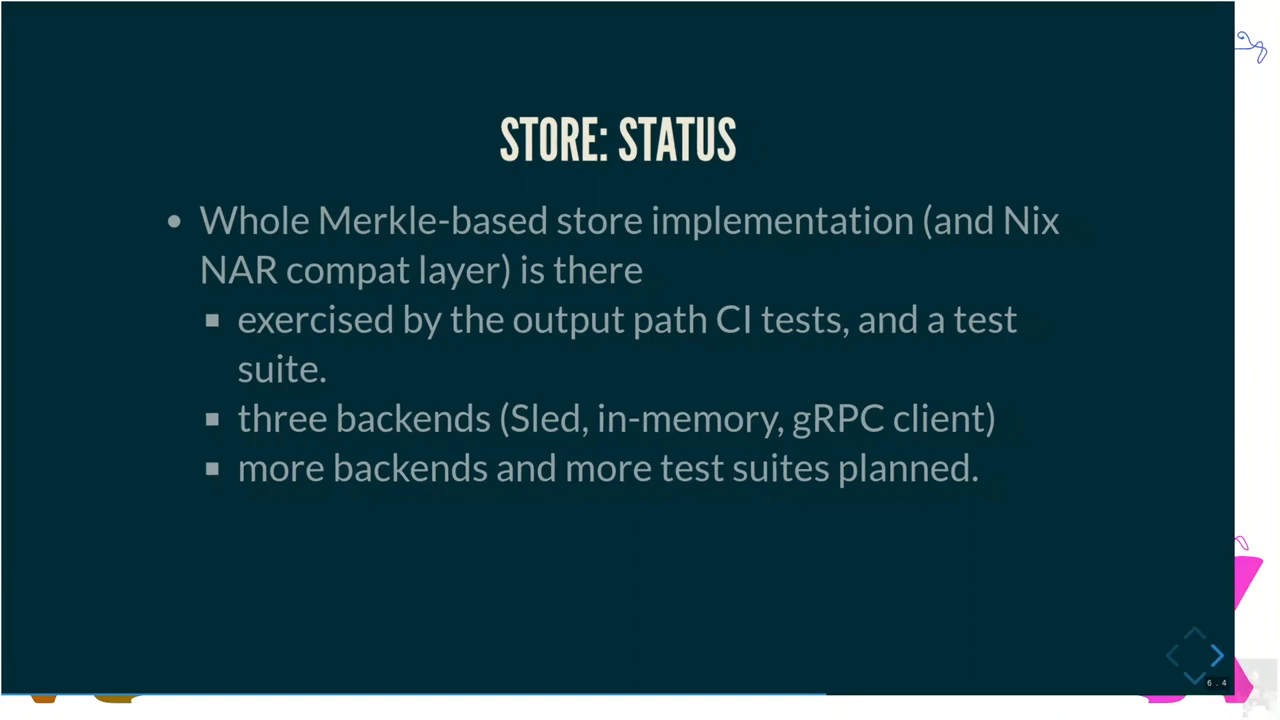 STORE: STATUS
• Whole Merkle-based store implementation (and Nix
NAR compat layer) is there
▪ exercised by the output path CI tests, and a test
suite.
▪ three backends (Sled, in-memory, gRPC client)
▪ more backends and more test suites planned.
6.4